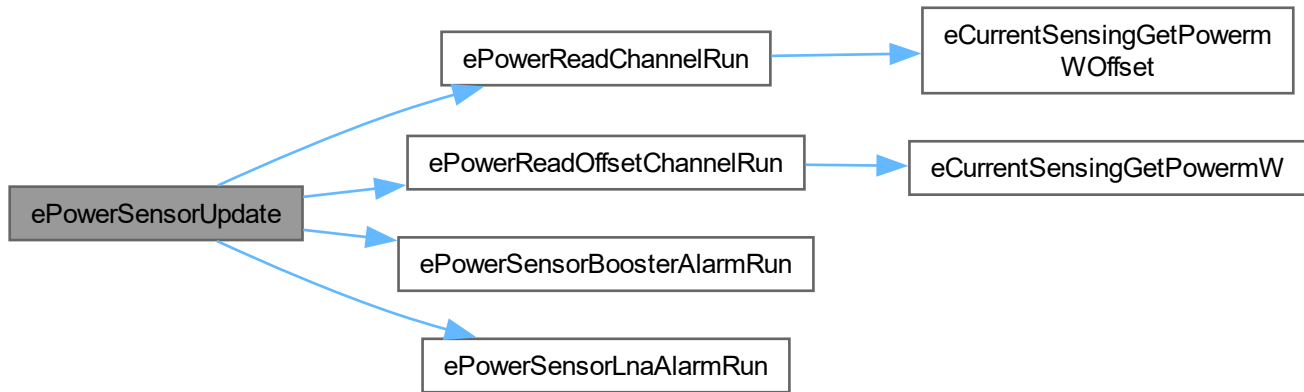 ePowerSensorUpdate
ePowerReadChannelRun
eCurrentSensingGetPowerm
WOffset
ePowerReadOffsetChannelRun
eCurrentSensingGetPowermW
ePowerSensorBoosterAlarmRun
ePowerSensorLnaAlarmRun